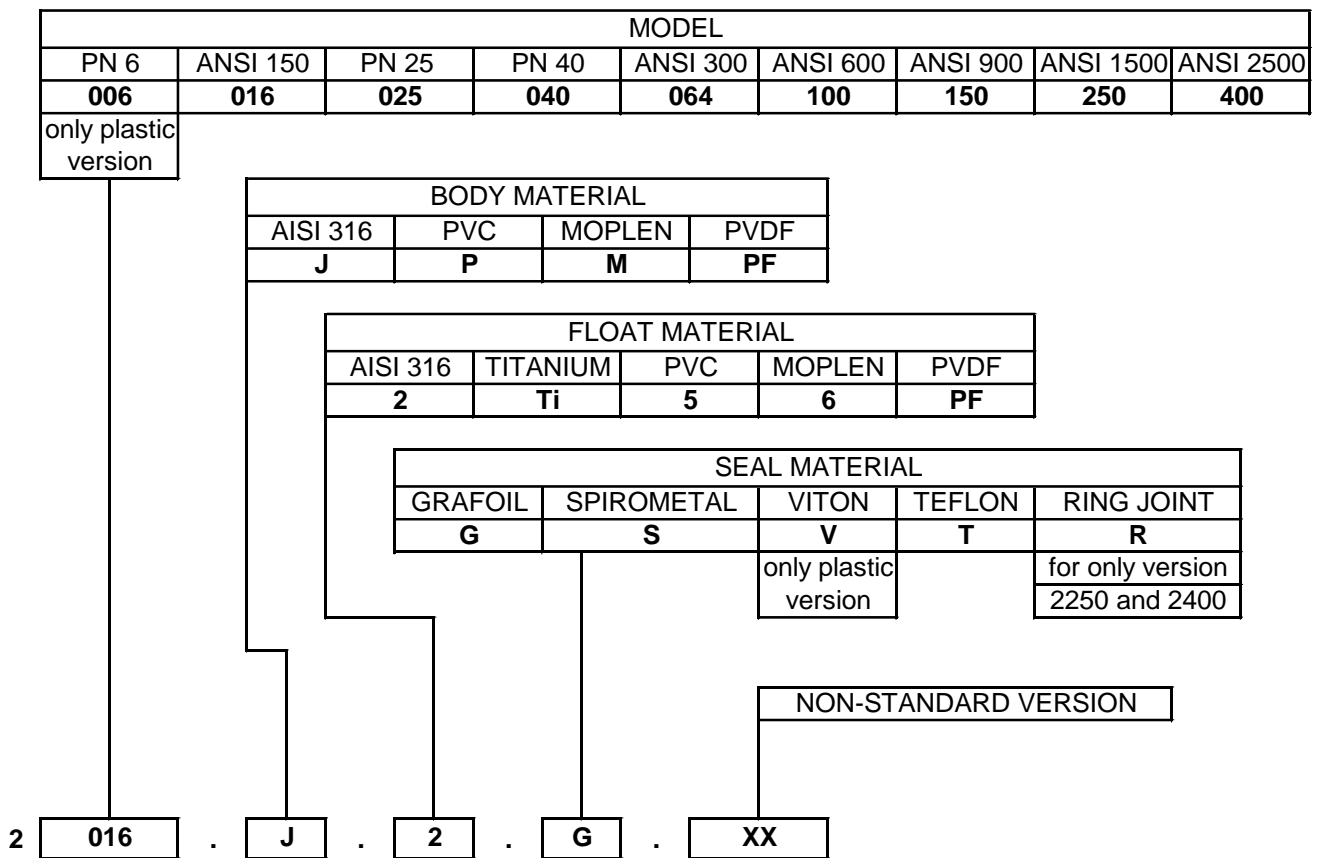 MODEL
PN 6 ANSI 150 PN 25 PN 40 ANSI 300 ANSI 600 ANSI 900 ANSI 1500 ANSI 2500
006 016 025 040 064 100 150 250 400
only plastic
version
BODY MATERIAL
AISI 316 PVC MOPLEN PVDF
J P M PF
FLOAT MATERIAL
AISI 316 TITANIUM PVC MOPLEN PVDF
2 Ti 5 6 PF
SEAL MATERIAL
GRAFOIL SPIROMETAL VITON TEFLON RING JOINT
G S V T R
only plastic for only version
version 2250 and 2400
NON-STANDARD VERSION
2 016 . J . 2 . G . XX